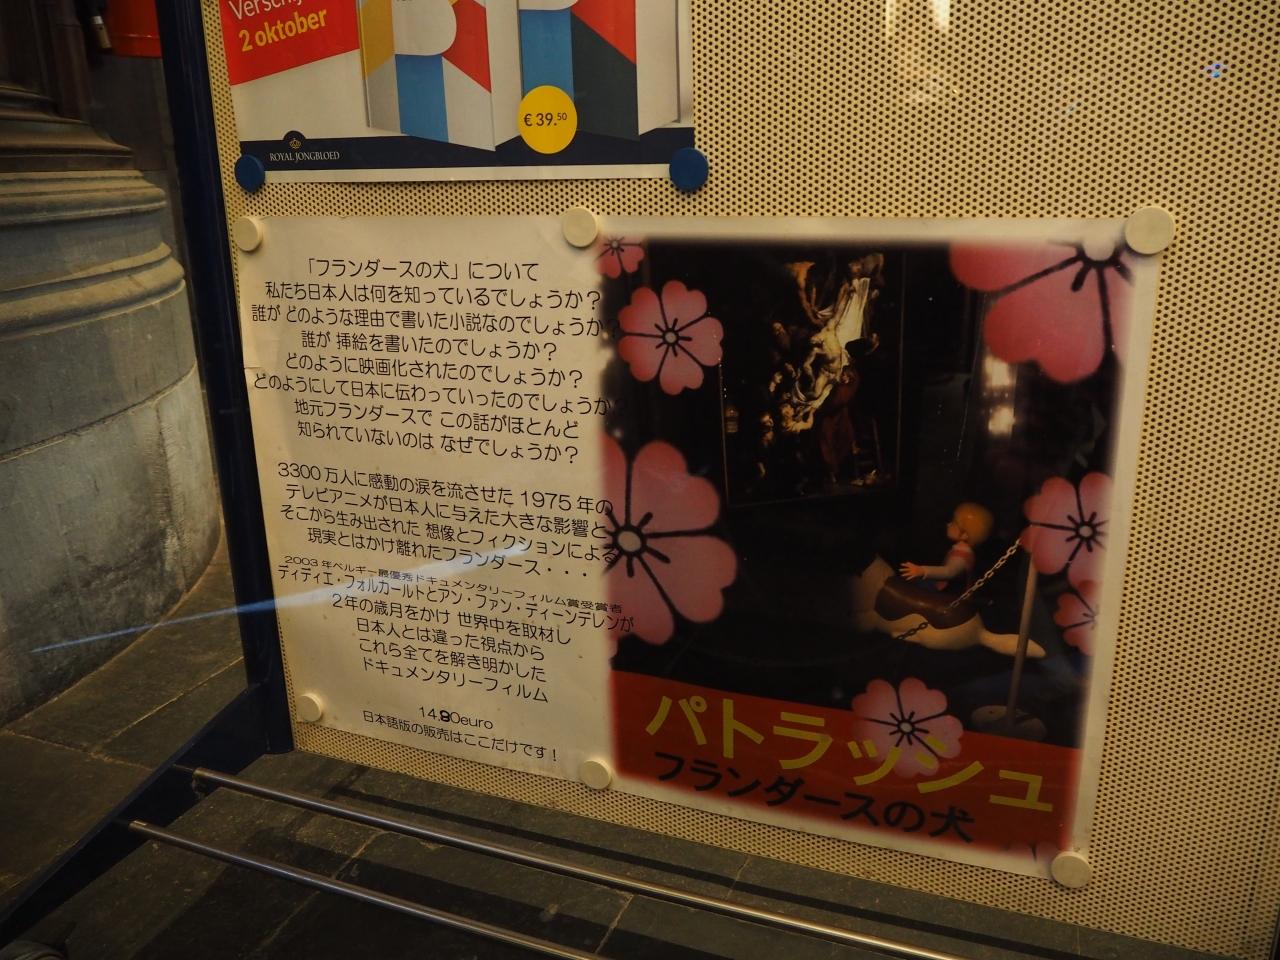 2 oktober
€ 39.50
ROYAL JONGBLOED
「フランダースの犬」について
私たち日本人は何を知っているでしょうか？
誰が どのような理由で書いた小説なのでしょうか？
誰が 挿絵を書いたのでしょうか？
どのように映画化されたのでしょうか？
どのようにして日本に伝わっていったのでしょうか？
地元フランダースで この話がほとんど
知られていないのは なぜでしょうか？
3300万人に感動の涙を流させた 1975年の
テレビアニメが日本人に与えた大きな影響と
そこから生み出された 想像とフィクションによる
現実とはかけ離れたフランダース・・・
2003年ベルギー最優秀ドキュメンタリーフィルム賞受賞者
ディディエ・フォルカールトとアン・ファン・ディーンデレンが
2年の歳月をかけ 世界中を取材し
日本人とは違った視点から
これら全てを解き明かした
ドキュメンタリーフィルム
14.90euro
日本語版の販売はここだけです！
パトラッシュ
フランダースの犬